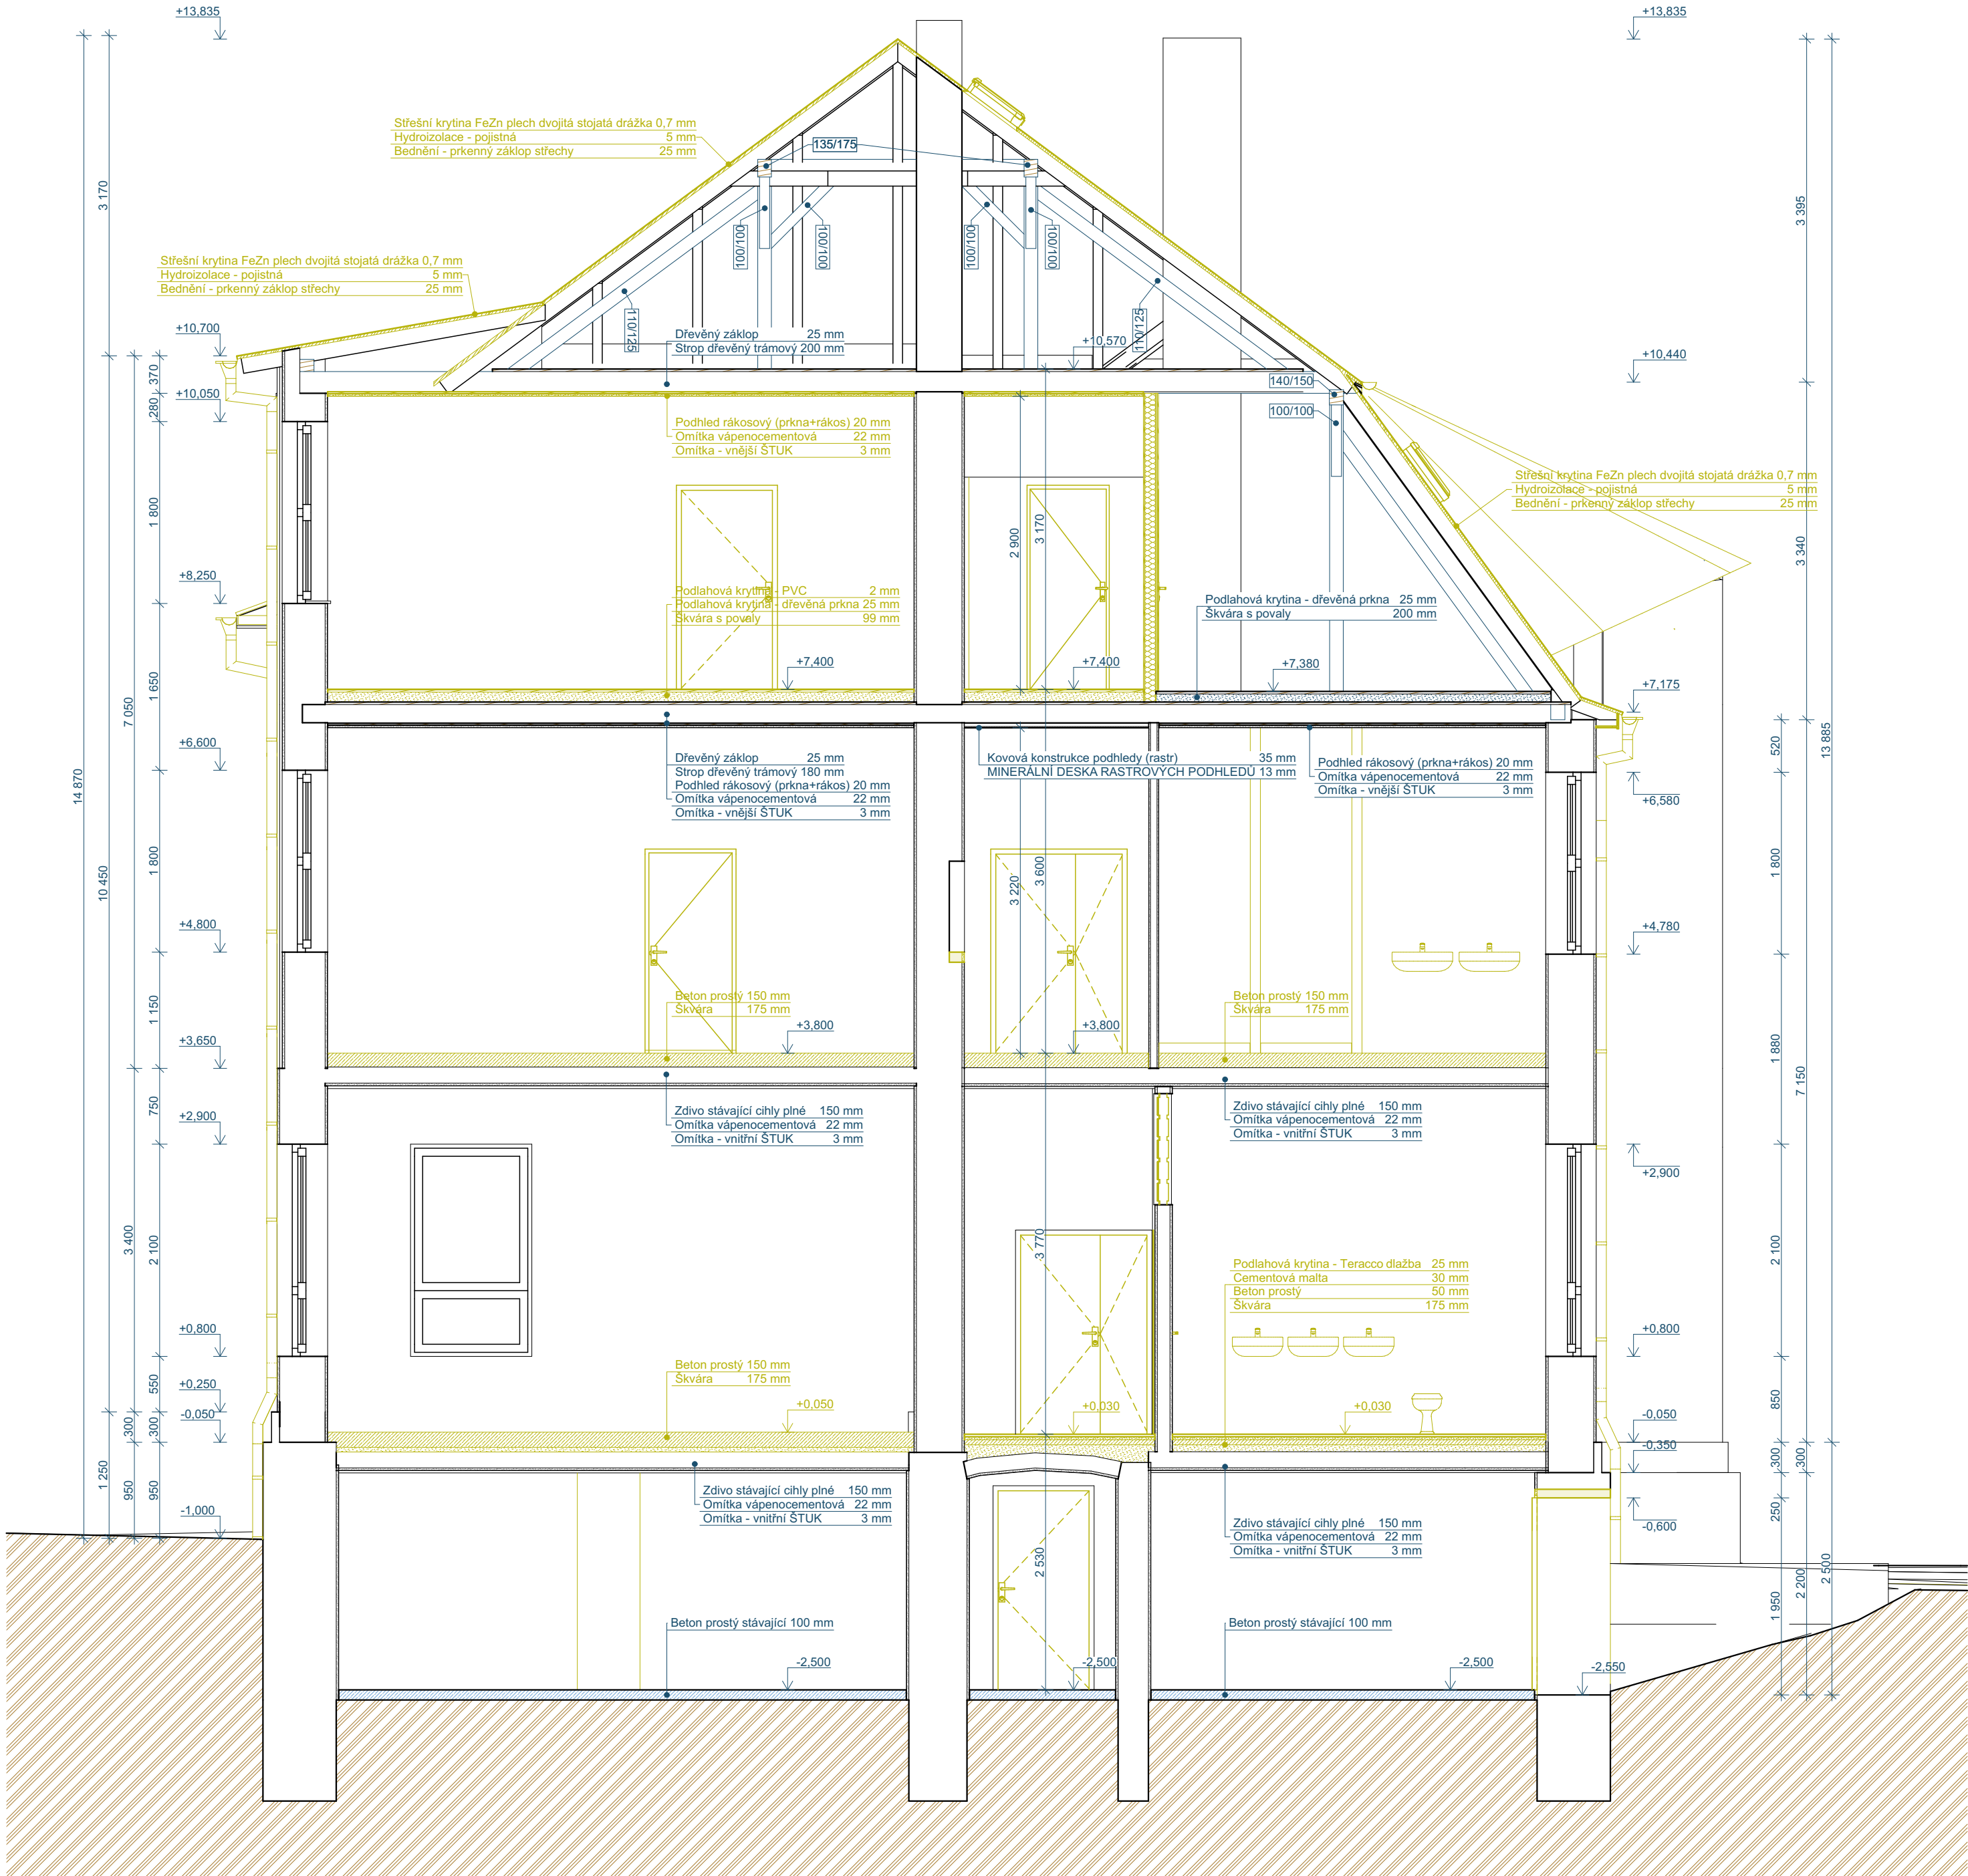 +13,835
+13,835
Střešní krytina FeZn plech dvojitá stojatá drážka 0,7 mm
Hydroizolace - pojistná 5 mm
Bednění - prkenný záklop střechy 25 mm
135/175
3 170
3 395
100/100
100/100
100/100
100/100
Střešní krytina FeZn plech dvojitá stojatá drážka 0,7 mm
Hydroizolace - pojistná 5 mm
Bednění - prkenný záklop střechy 25 mm
110/125
110/125
+10,700
Dřevěný záklop 25 mm
Strop dřevěný trámový 200 mm
+10,570
+10,440
370
140/150
280
+10,050
100/100
Podhled rákosový (prkna+rákos) 20 mm
Omítka vápenocementová 22 mm
Omítka - vnější ŠTUK 3 mm
Střešní krytina FeZn plech dvojitá stojatá drážka 0,7 mm
Hydroizolace - pojistná 5 mm
Bednění - prkenný záklop střechy 25 mm
1 800
2 900
3 170
3 340
+8,250
Podlahová krytina - PVC 2 mm
Podlahová krytina - dřevěná prkna 25 mm
Škvára s povaly 99 mm
Podlahová krytina - dřevěná prkna 25 mm
Škvára s povaly 200 mm
+7,400
+7,400
+7,380
1 650
7 050
+7,175
+6,600
Dřevěný záklop 25 mm
Strop dřevěný trámový 180 mm
Podhled rákosový (prkna+rákos) 20 mm
Omítka vápenocementová 22 mm
Omítka - vnější ŠTUK 3 mm
Kovová konstrukce podhledy (rastr) 35 mm
MINERÁLNÍ DESKA RASTROVÝCH PODHLEDŮ 13 mm
Podhled rákosový (prkna+rákos) 20 mm
Omítka vápenocementová 22 mm
Omítka - vnější ŠTUK 3 mm
520
13 885
+6,580
14 870
10 450
1 800
3 220
3 600
1 800
+4,800
+4,780
1 150
Beton prostý 150 mm
Škvára 175 mm
Beton prostý 150 mm
Škvára 175 mm
+3,800
+3,800
+3,650
1 880
7 150
750
+2,900
Zdivo stávající cihly plné 150 mm
Omítka vápenocementová 22 mm
Omítka - vnitřní ŠTUK 3 mm
Zdivo stávající cihly plné 150 mm
Omítka vápenocementová 22 mm
Omítka - vnitřní ŠTUK 3 mm
+2,900
3 400
2 100
3 770
2 100
Podlahová krytina - Teracco dlažba 25 mm
Cementová malta 30 mm
Beton prostý 50 mm
Škvára 175 mm
+0,800
+0,800
Beton prostý 150 mm
Škvára 175 mm
550
+0,250
+0,050
+0,030
+0,030
850
-0,050
300
300
-0,050
-0,350
300
300
1 250
950
950
-1,000
Zdivo stávající cihly plné 150 mm
Omítka vápenocementová 22 mm
Omítka - vnitřní ŠTUK 3 mm
Zdivo stávající cihly plné 150 mm
Omítka vápenocementová 22 mm
Omítka - vnitřní ŠTUK 3 mm
250
-0,600
2 530
1 950
2 200
2 500
Beton prostý stávající 100 mm
Beton prostý stávající 100 mm
-2,500
-2,500
-2,500
-2,550